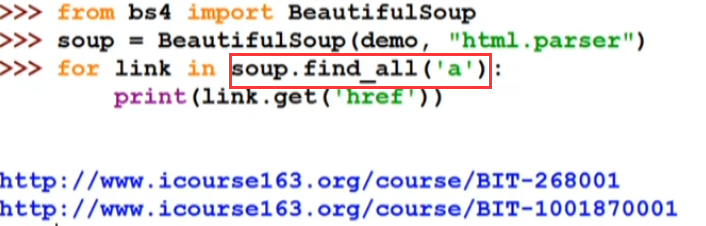 >>> from bs4 import BeautifulSoup
>>> soup = BeautifulSoup(demo, "html.parser")
>>> for link in soup.find_all('a'):
        print(link.get('href'))
http://www.icourse163.org/course/BIT-268001
http://www.icourse163.org/course/BIT-1001870001